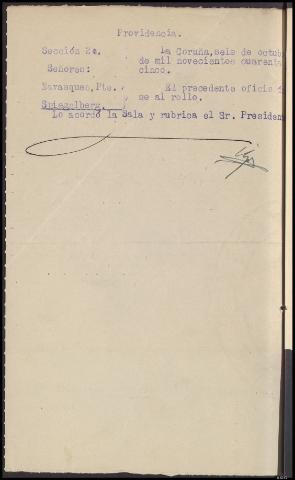 Providencia.
Sección 2ª. La Coruña, seis de octub
Señores: de mil novecientos cuarenta
cinco.
Navasques, Pte. El precedente oficio
Spiegelberg. se al rollo.
Lo acordó la Sala y rubrica el Sr. President